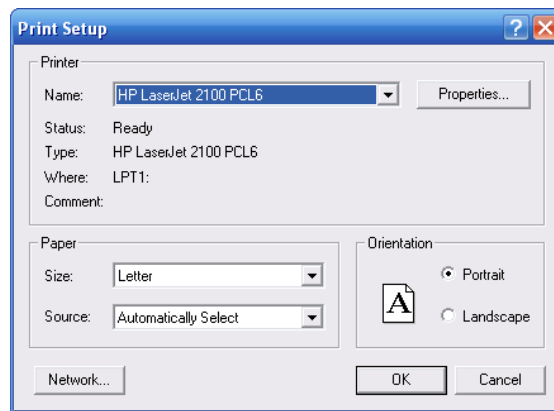 Print Setup
Printer
Name: HP LaserJet 2100 PCL6 Properties...
Status: Ready
Type: HP LaserJet 2100 PCL6
Where: LPT1:
Comment:
Paper Orientation
Size: Letter Portrait
A
Source: Automatically Select Landscape
Network... OK Cancel